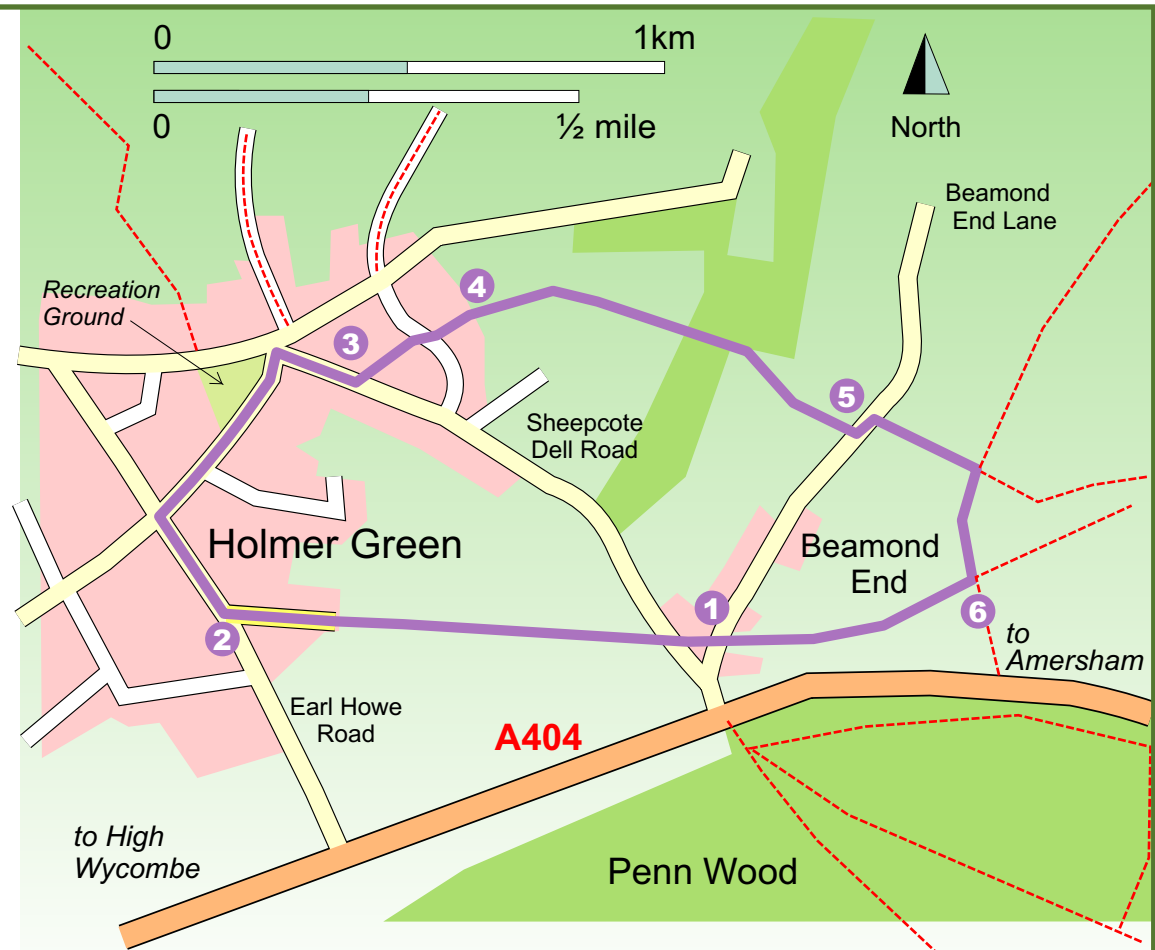 0 1km
0 ½ mile
North
Beamond
End Lane
Recreation
Ground
4
3
5
Sheepcote
Dell Road
Holmer Green
Beamond
End
1
2
6
to
Amersham
Earl Howe
Road
A404
to High
Wycombe
Penn Wood